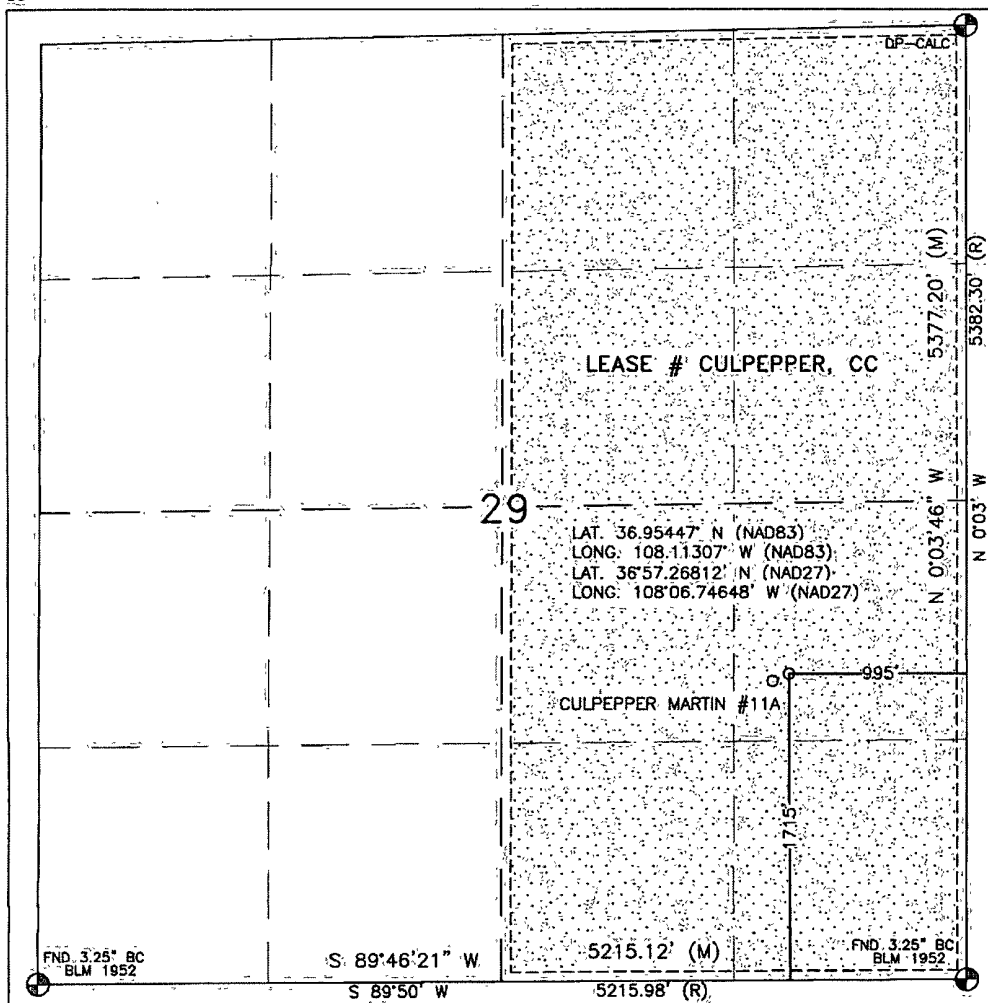 DP-CALC
5377.20' (M)
5382.30' (R)
LEASE # CULPEPPER, CC
29
LAT. 36.95447° N (NAD83)
LONG. 108.11307° W (NAD83)
LAT. 36°57.26812' N (NAD27)
LONG. 108°06.74648' W (NAD27)
N 0°03'46" W
N 0°03' W
995'
CULPEPPER MARTIN #11A
1715'
FND 3.25" BC
BLM 1952
S 89°46'21" W
5215.12' (M)
FND 3.25" BC
BLM 1952
S 89°50' W
5215.98' (R)